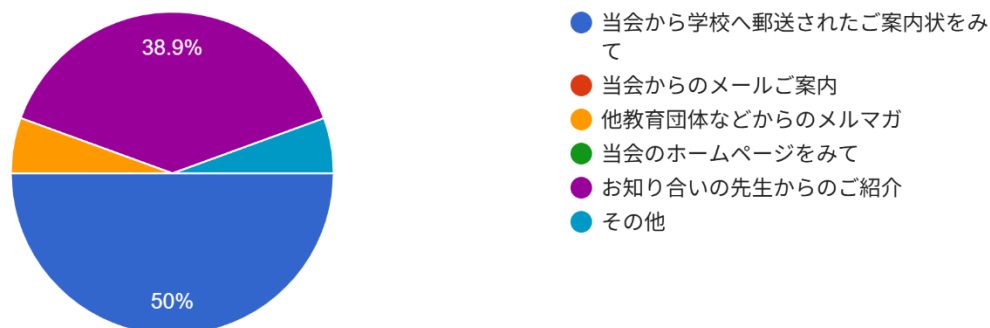 38.9%
50%
当会から学校へ郵送されたご案内状をみ
て
当会からのメールご案内
他教育団体などからのメルマガ
当会のホームページをみて
お知り合いの先生からのご紹介
その他